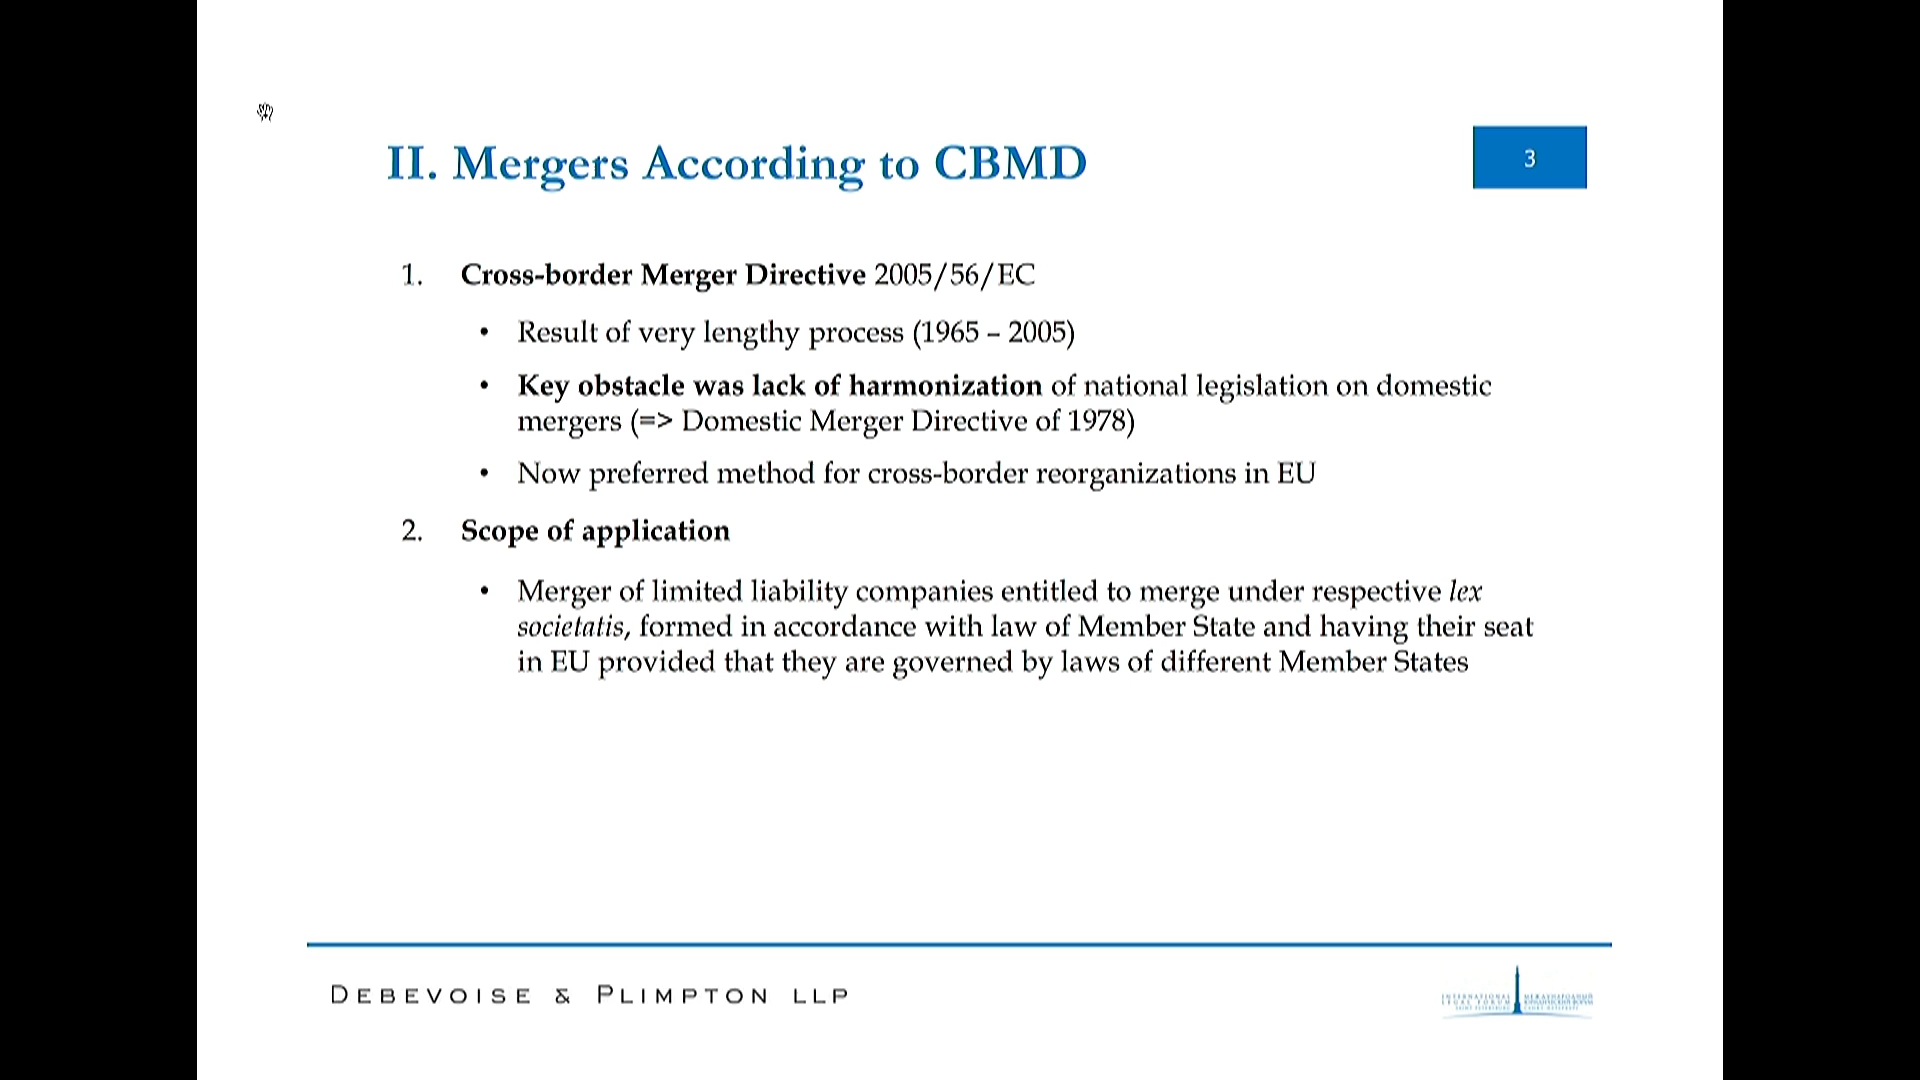 II. Mergers According to CBMD
3
1. Cross-border Merger Directive 2005/56/EC
• Result of very lengthy process (1965 – 2005)
• Key obstacle was lack of harmonization of national legislation on domestic
mergers (=> Domestic Merger Directive of 1978)
• Now preferred method for cross-border reorganizations in EU
2. Scope of application
• Merger of limited liability companies entitled to merge under respective lex
societatis, formed in accordance with law of Member State and having their seat
in EU provided that they are governed by laws of different Member States
DEBEVOISE & PLIMPTON LLP
INTERNATIONAL
LEGAL FORUM